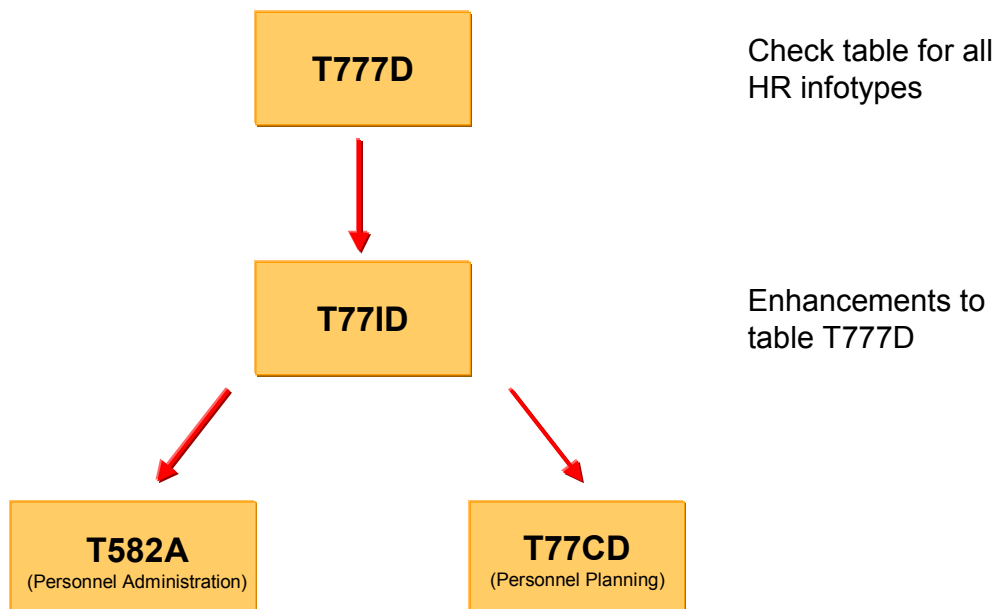 T777D
Check table for all
HR infotypes
T77ID
Enhancements to
table T777D
T582A
(Personnel Administration)
T77CD
(Personnel Planning)